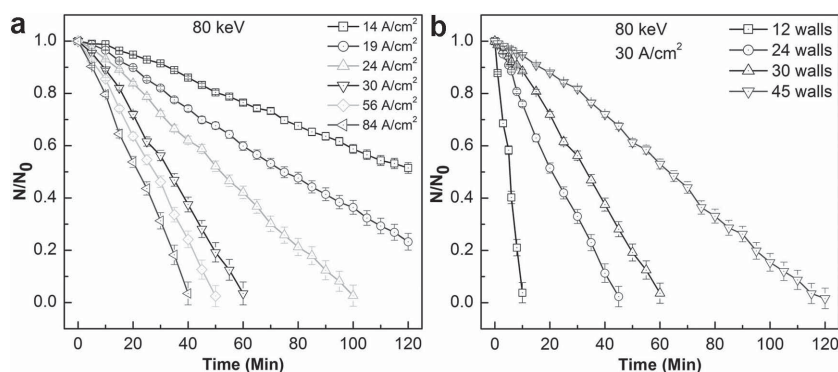 a
80 keV
14 A/cm²
19 A/cm²
24 A/cm²
30 A/cm²
56 A/cm²
84 A/cm²
N/N₀
1.0
0.8
0.6
0.4
0.2
0.0
0 20 40 60 80 100 120
Time (Min)
b
80 keV
30 A/cm²
12 walls
24 walls
30 walls
45 walls
N/N₀
1.0
0.8
0.6
0.4
0.2
0.0
0 20 40 60 80 100 120
Time (Min)